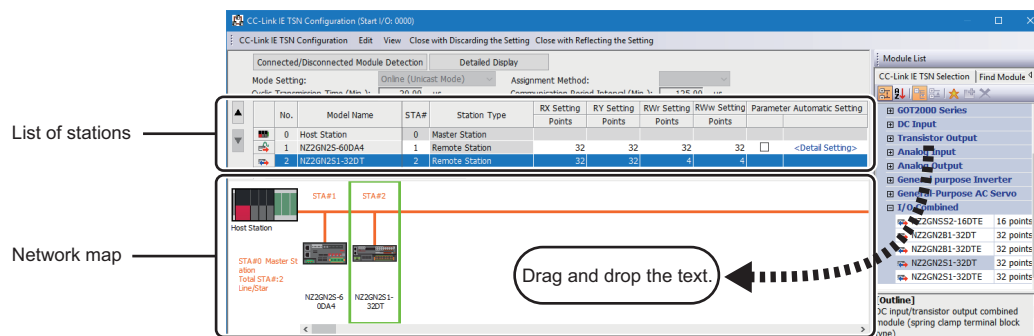 CC-Link IE TSN Configuration (Start I/O: 0000)
CC-Link IE TSN Configuration Edit View Close with Discarding the Setting Close with Reflecting the Setting
Connected/Disconnected Module Detection Detailed Display
Mode Setting: Online (Unicast Mode) Assignment Method:
Cyclic Transmission Time (Min.): 20.00 us Communication Period Interval (Min.): 125.00 us
No. Model Name STA# Station Type RX Setting RY Setting RWr Setting RWw Setting Parameter Automatic Setting
Points Points Points Points
0 Host Station 0 Master Station
1 NZ2GN2S-60DA4 1 Remote Station 32 32 32 32 <Detail Setting>
2 NZ2GN2S1-32DT 2 Remote Station 32 32 4 4
List of stations
Network map
STA#1 STA#2
Host Station
STA#0 Master St
ation
Total STA#:2
Line/Star
NZ2GN2S-6
0DA4
NZ2GN2S1-
32DT
Drag and drop the text.
Module List
CC-Link IE TSN Selection Find Module
GOT2000 Series
DC Input
Transistor Output
Analog Input
Analog Output
General purpose Inverter
General-Purpose AC Servo
I/O Combined
NZ2GNSS2-16DTE 16 points
NZ2GN2B1-32DT 32 points
NZ2GN2B1-32DTE 32 points
NZ2GN2S1-32DT 32 points
NZ2GN2S1-32DTE 32 points
[Outline]
DC input/transistor output combined
module (spring clamp terminal block
type)